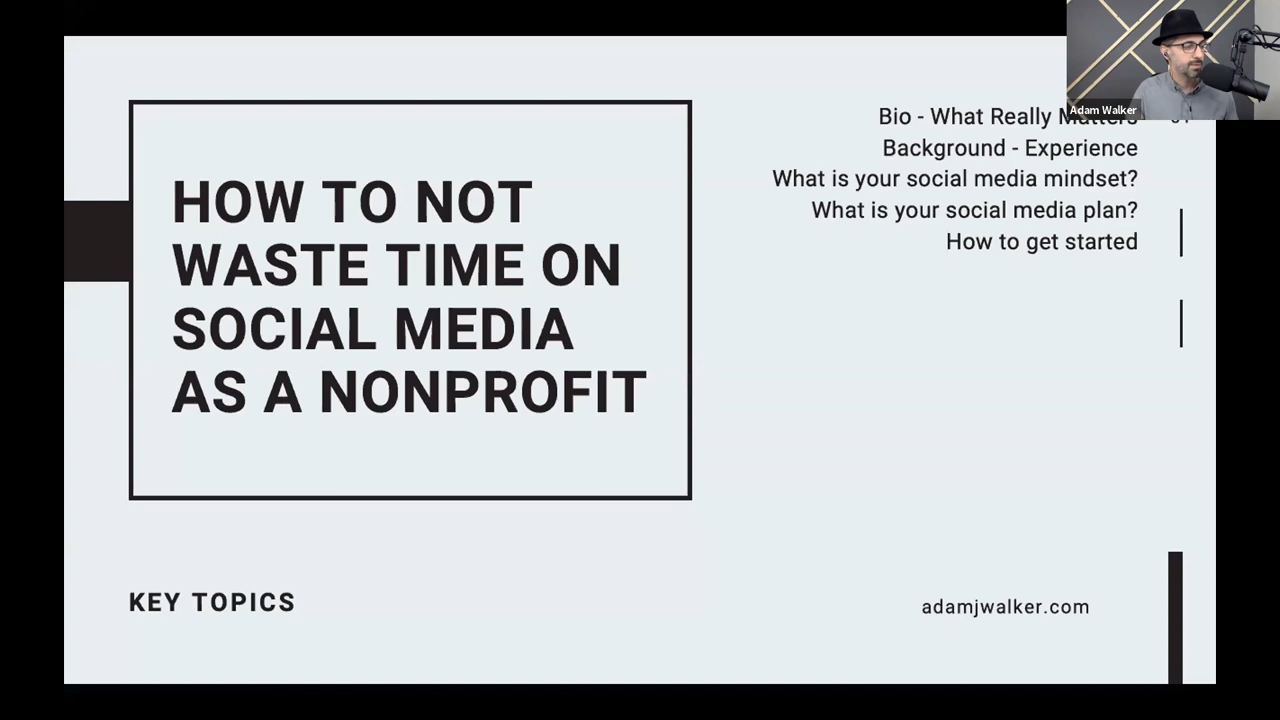 HOW TO NOT
WASTE TIME ON
SOCIAL MEDIA
AS A NONPROFIT
Bio - What Really Matters
Background - Experience
What is your social media mindset?
What is your social media plan?
How to get started
Adam Walker
KEY TOPICS
adamjwalker.com